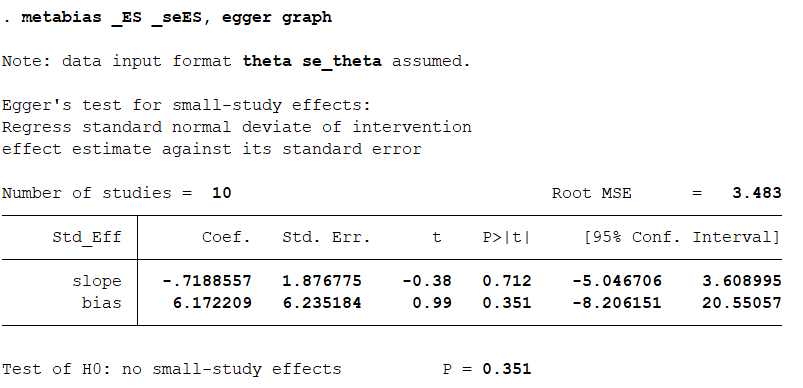 . metabias _ES _seES, egger graph
Note: data input format theta se_theta assumed.
Egger's test for small-study effects:
Regress standard normal deviate of intervention
effect estimate against its standard error
Number of studies = 10 Root MSE = 3.483
Std_Eff Coef. Std. Err. t P>|t| [95% Conf. Interval]
slope -.7188557 1.876775 -0.38 0.712 -5.046706 3.608995
bias 6.172209 6.235184 0.99 0.351 -8.206151 20.55057
Test of H0: no small-study effects P = 0.351